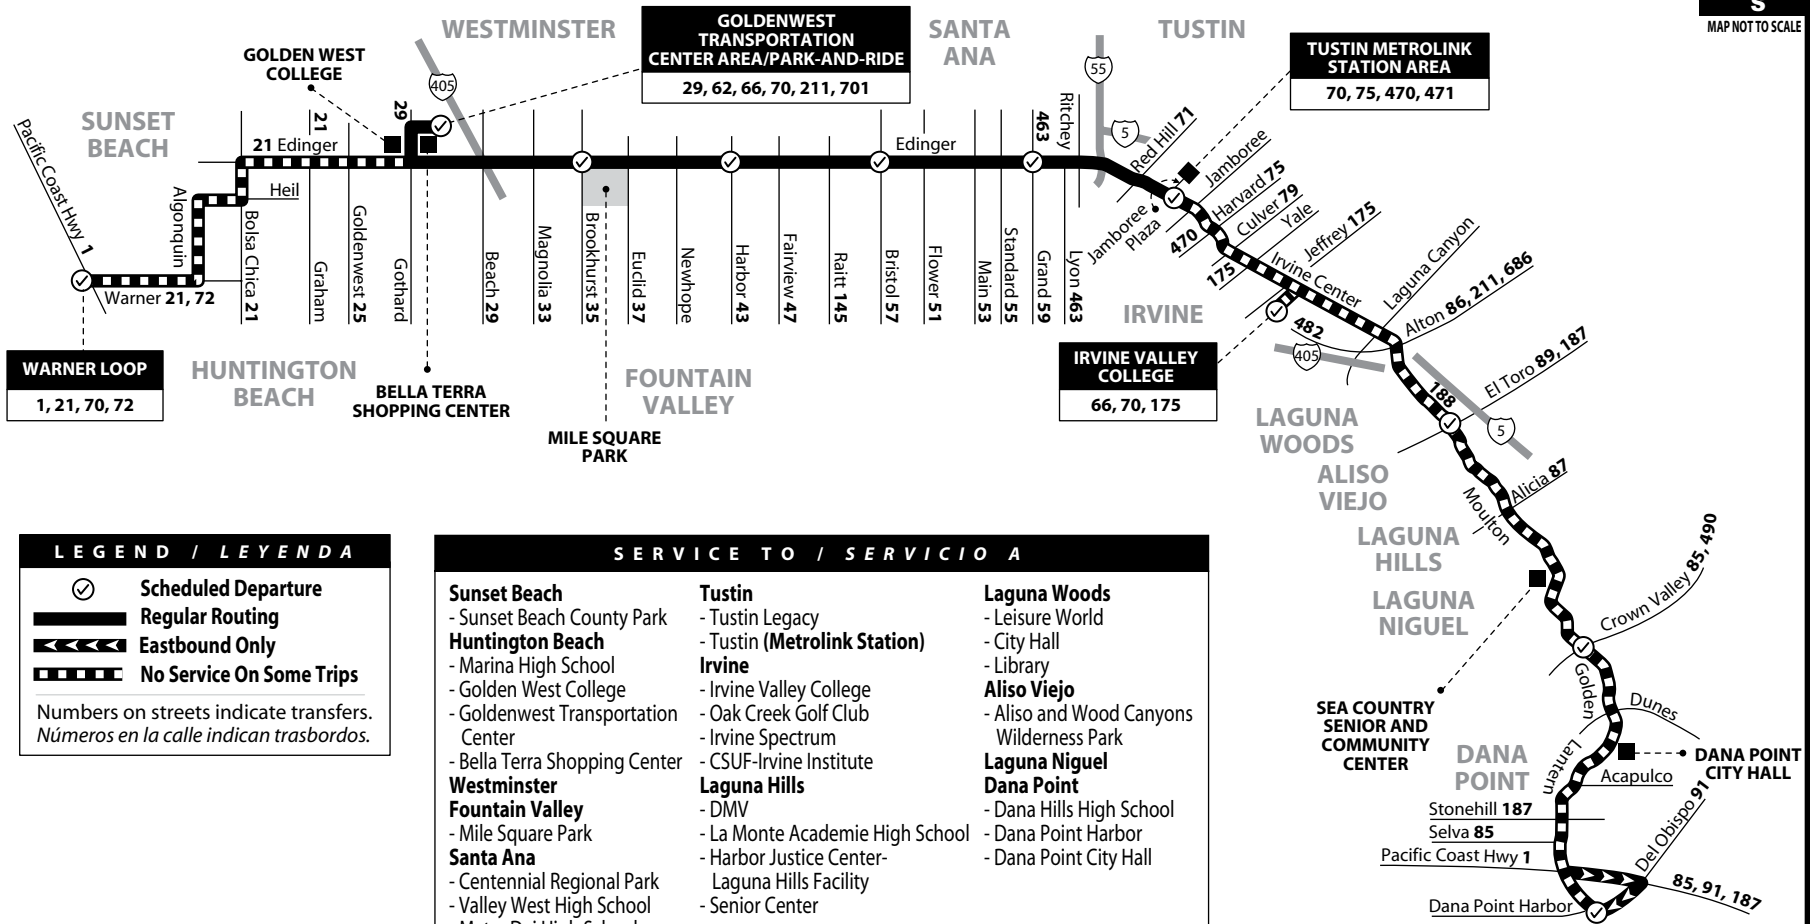 S
MAP NOT TO SCALE
WESTMINSTER
SANTA
ANA
TUSTIN
GOLDENWEST
TRANSPORTATION
CENTER AREA/PARK-AND-RIDE
29, 62, 66, 70, 211, 701
TUSTIN METROLINK
STATION AREA
70, 75, 470, 471
GOLDEN WEST
COLLEGE
405
55
5
SUNSET
BEACH
Pacific Coast Hwy 1
21
29
463
Ritchey
21 Edinger
Edinger
Red Hill 71
Jamboree
Harvard 75
Culver 79
Yale
Jeffrey 175
Laguna Canyon
Alton 86, 211, 686
Heil
Algonquin
Warner 21, 72
Bolsa Chica 21
Graham
Goldenwest 25
Gothard
Beach 29
Magnolia 33
Brookhurst 35
Euclid 37
Newhope
Harbor 43
Fairview 47
Raitt 145
Bristol 57
Flower 51
Main 53
Standard 55
Grand 59
Lyon 463
Jamboree
Plaza
470
175
Irvine Center
482
405
IRVINE
WARNER LOOP
1, 21, 70, 72
HUNTINGTON
BEACH
BELLA TERRA
SHOPPING CENTER
FOUNTAIN
VALLEY
MILE SQUARE
PARK
IRVINE VALLEY
COLLEGE
66, 70, 175
El Toro 89, 187
188
5
LAGUNA
WOODS
ALISO
VIEJO
Alicia 87
Moulton
LAGUNA
HILLS
LAGUNA
NIGUEL
Crown Valley 85, 490
Golden
Dunes
SEA COUNTRY
SENIOR AND
COMMUNITY
CENTER
DANA
POINT
Lantern
DANA POINT
CITY HALL
Acapulco
Stonehill 187
Selva 85
Pacific Coast Hwy 1
Del Obispo 91
85, 91, 187
Dana Point Harbor
LEGEND / LEYENDA
Scheduled Departure
Regular Routing
Eastbound Only
No Service On Some Trips
Numbers on streets indicate transfers.
Números en la calle indican trasbordos.
SERVICE TO / SERVICIO A
Sunset Beach
- Sunset Beach County Park
Huntington Beach
- Marina High School
- Golden West College
- Goldenwest Transportation
Center
- Bella Terra Shopping Center
Westminster
Fountain Valley
- Mile Square Park
Santa Ana
- Centennial Regional Park
- Valley West High School
- Mater Dei High School
Tustin
- Tustin Legacy
- Tustin (Metrolink Station)
Irvine
- Irvine Valley College
- Oak Creek Golf Club
- Irvine Spectrum
- CSUF-Irvine Institute
Laguna Hills
- DMV
- La Monte Academie High School
- Harbor Justice Center-
Laguna Hills Facility
- Senior Center
Laguna Woods
- Leisure World
- City Hall
- Library
Aliso Viejo
- Aliso and Wood Canyons
Wilderness Park
Laguna Niguel
Dana Point
- Dana Hills High School
- Dana Point Harbor
- Dana Point City Hall